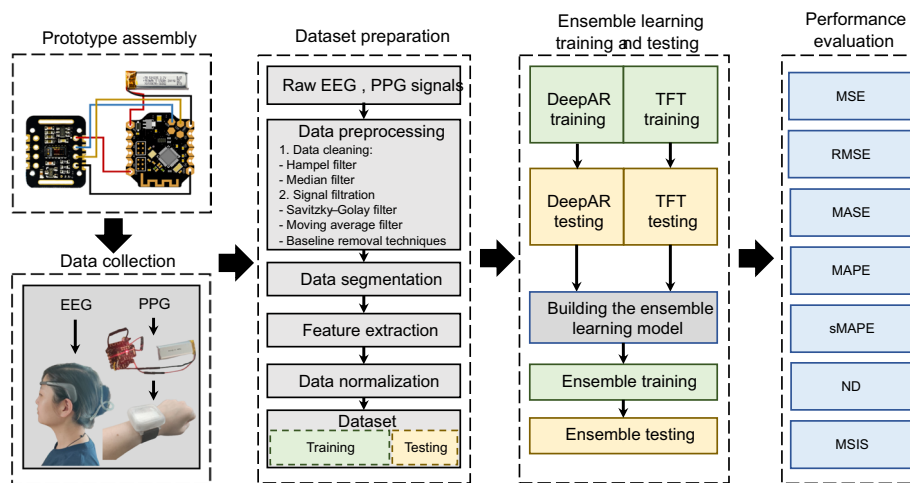 Prototype assembly
Data collection
EEG
PPG
Dataset preparation
Raw EEG , PPG signals
Data preprocessing
1. Data cleaning:
- Hampel filter
- Median filter
2. Signal filtration
- Savitzky–Golay filter
- Moving average filter
- Baseline removal techniques
Data segmentation
Feature extraction
Data normalization
Dataset
Training
Testing
Ensemble learning
training and testing
DeepAR
training
TFT
training
DeepAR
testing
TFT
testing
Building the ensemble
learning model
Ensemble training
Ensemble testing
Performance
evaluation
MSE
RMSE
MASE
MAPE
sMAPE
ND
MSIS